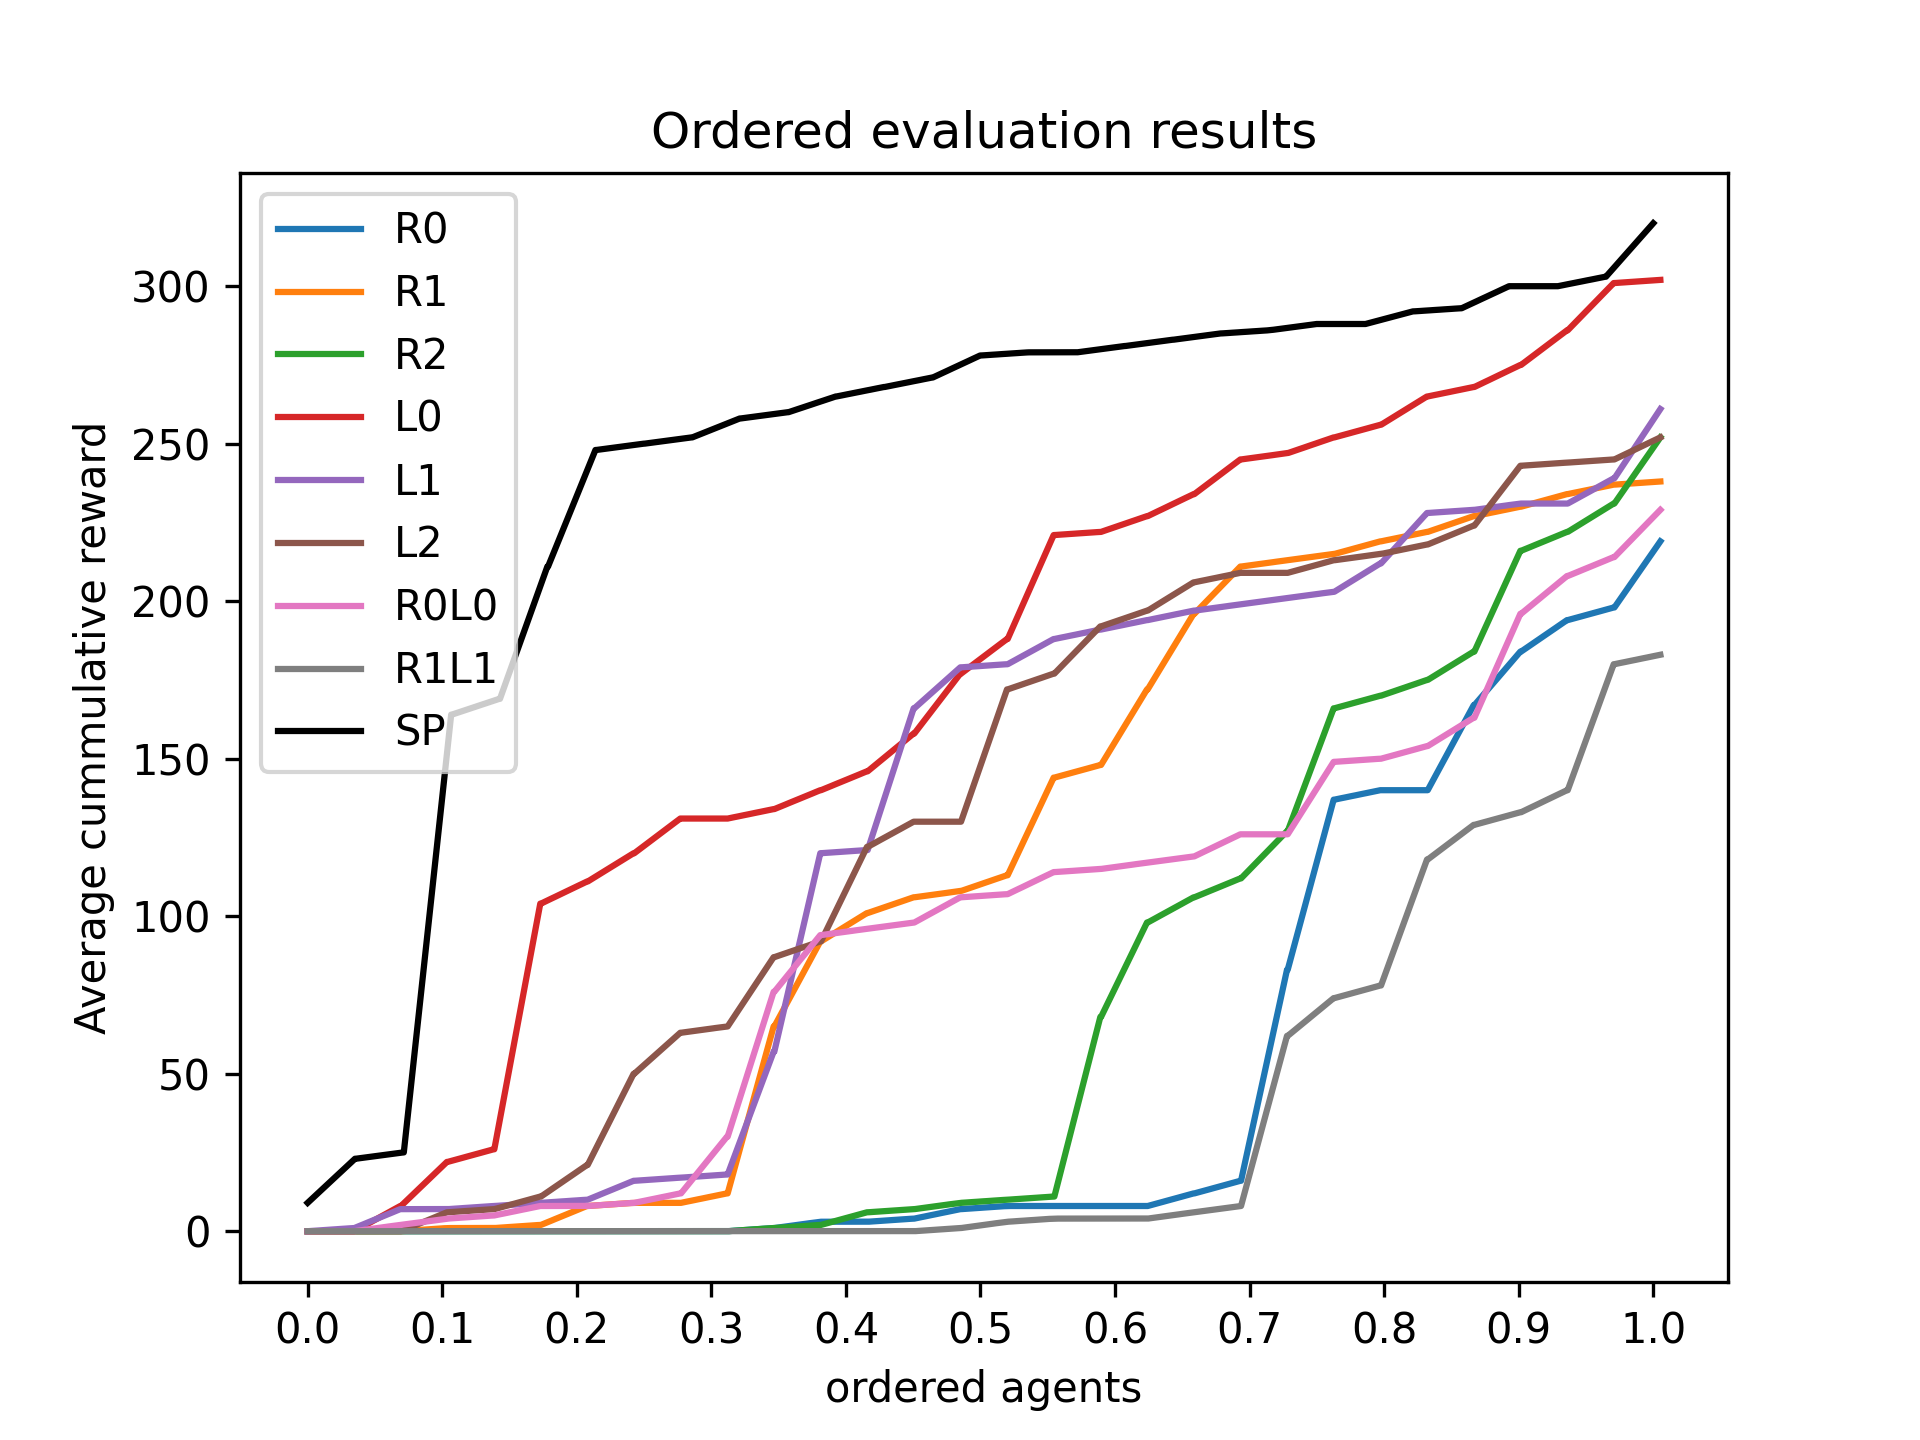 Ordered evaluation results
R0
R1
R2
L0
L1
L2
R0L0
R1L1
SP
Average cummulative reward
300
250
200
150
100
50
0
0.0 0.1 0.2 0.3 0.4 0.5 0.6 0.7 0.8 0.9 1.0
ordered agents